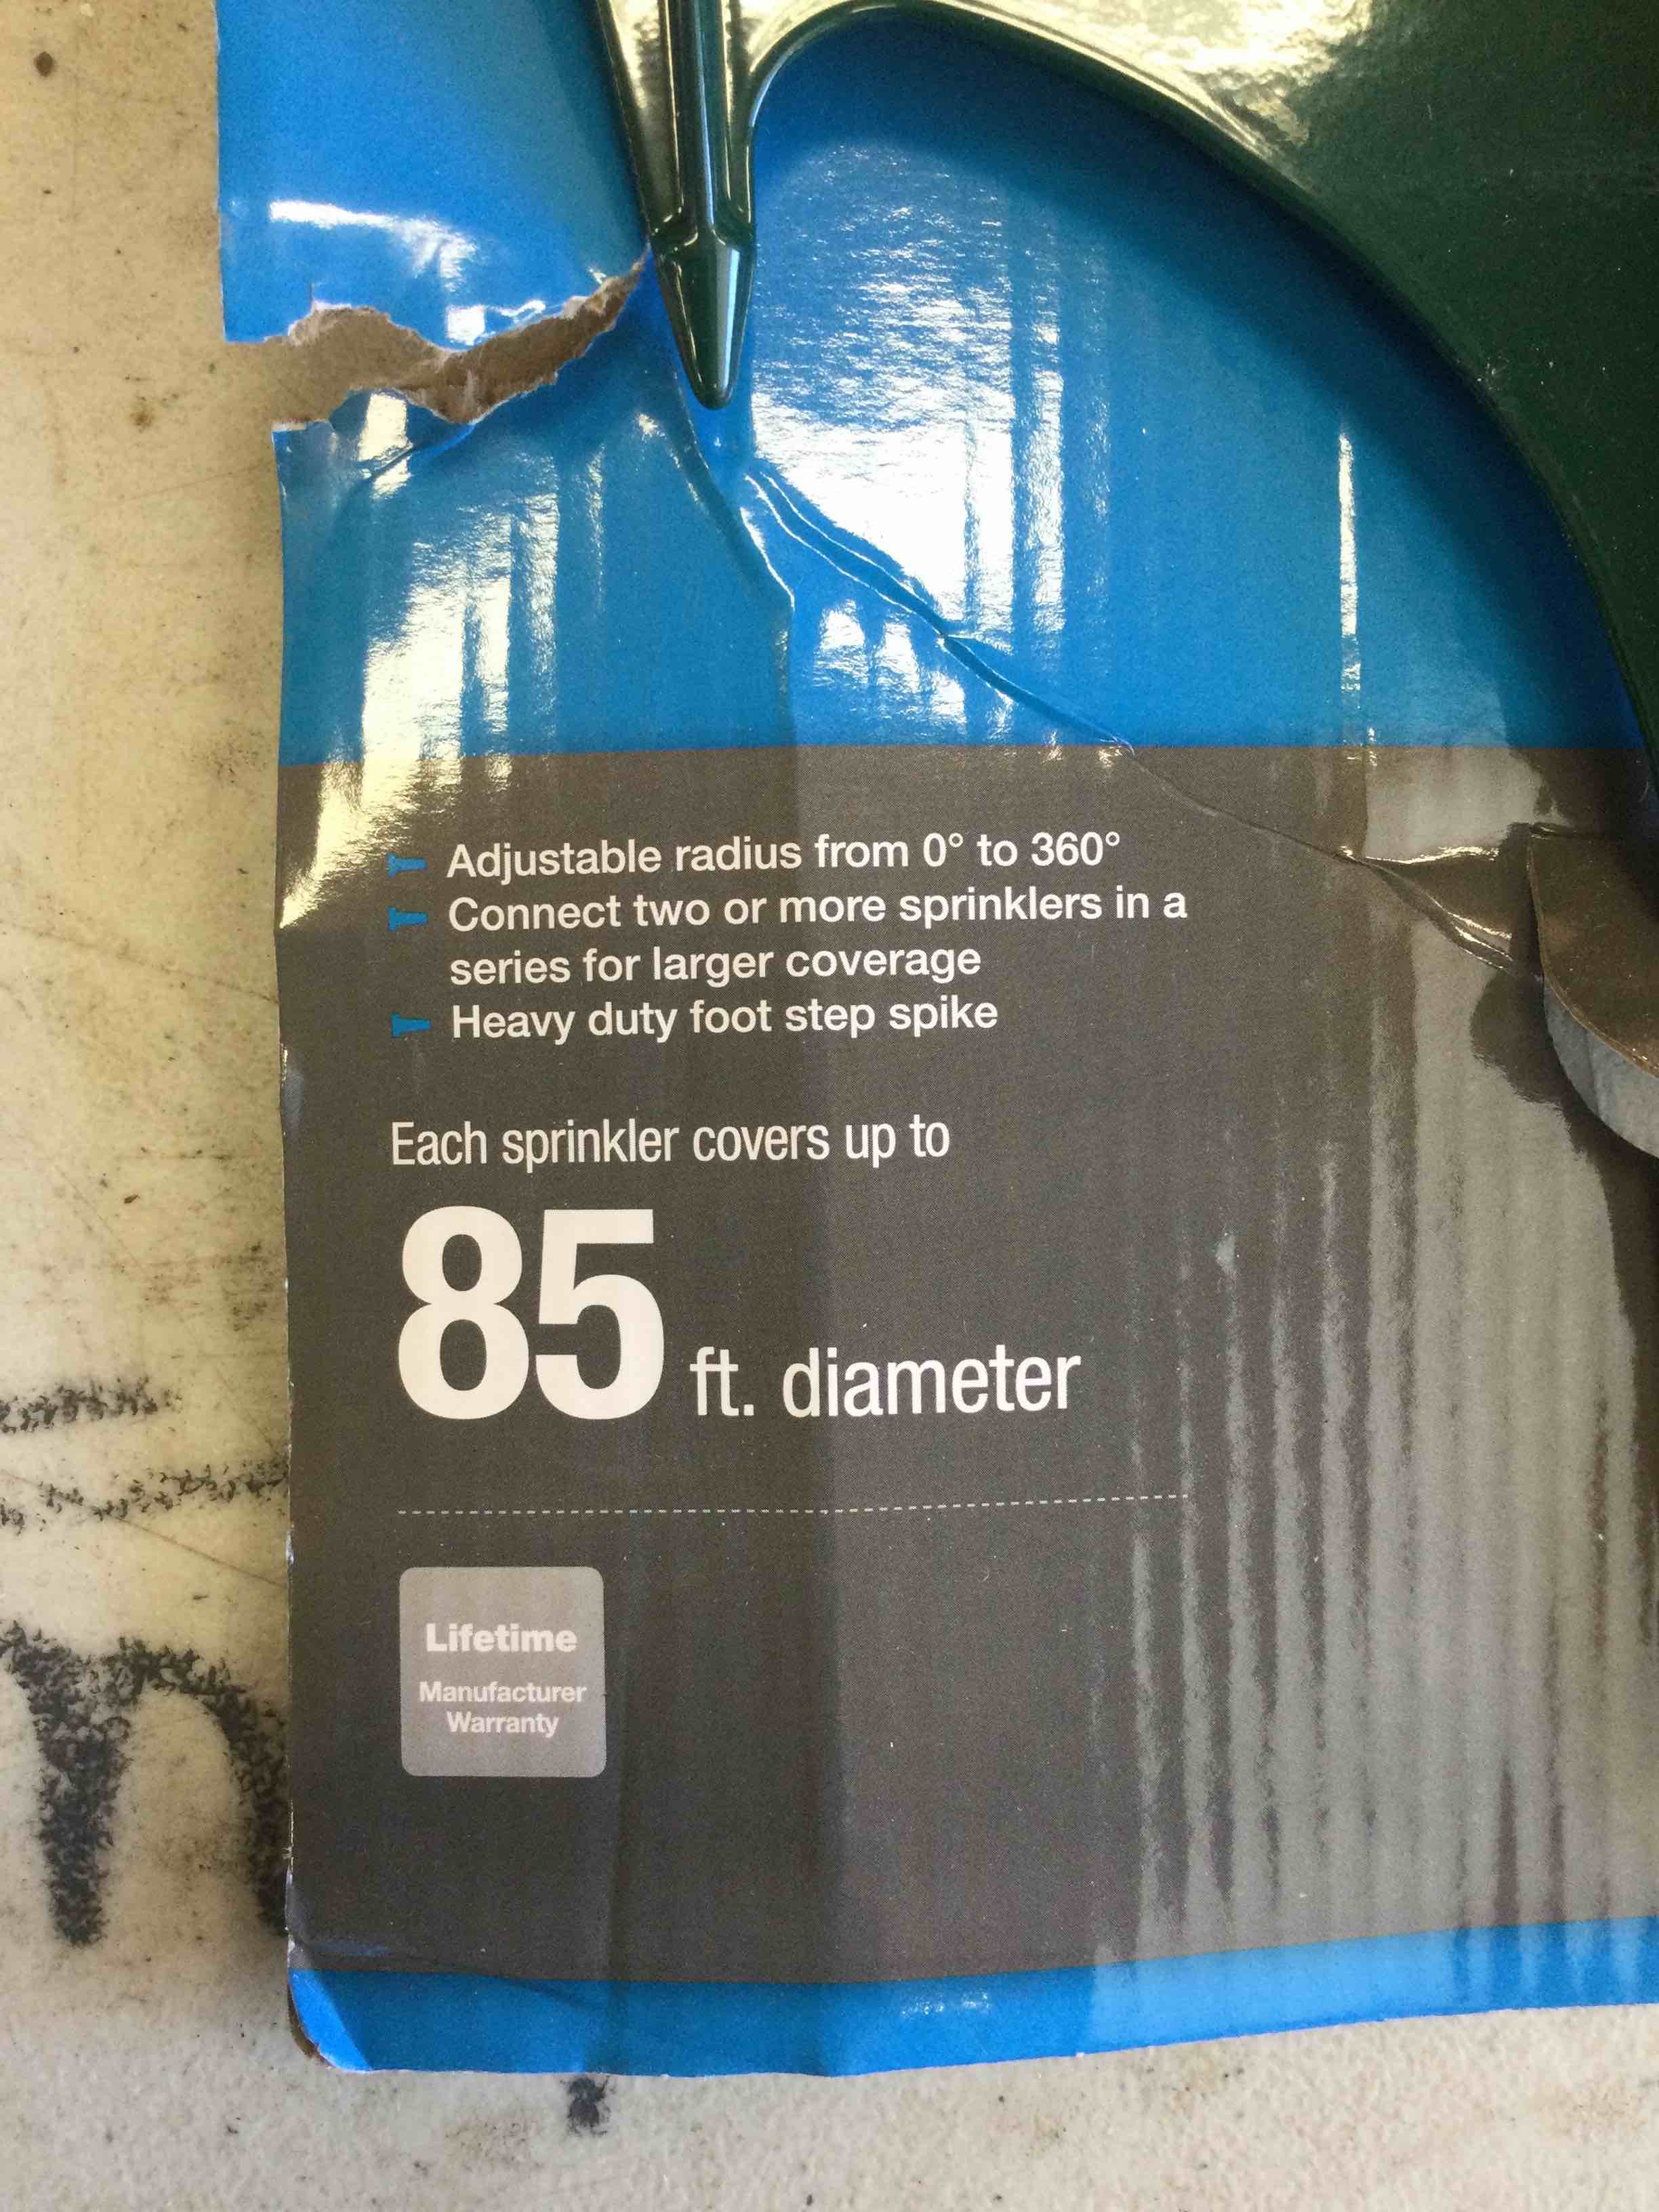 Adjustable radius from 0° to 360°
Connect two or more sprinklers in a
series for larger coverage
Heavy duty foot step spike
Each sprinkler covers up to
85 ft. diameter
Lifetime
Manufacturer
Warranty